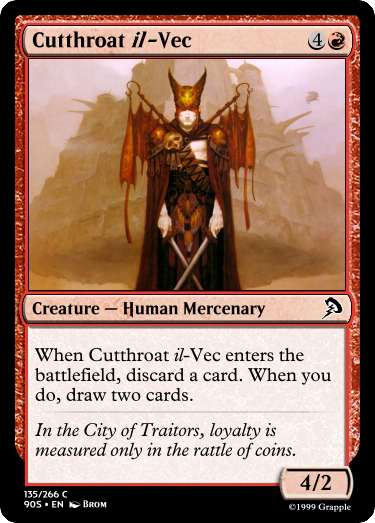 Cutthroat il-Vec 4
Creature — Human Mercenary
When Cutthroat il-Vec enters the
battlefield, discard a card. When you
do, draw two cards.
In the City of Traitors, loyalty is
measured only in the rattle of coins.
4/2
135/266 C
90S • EN BROM
©1999 Grapple